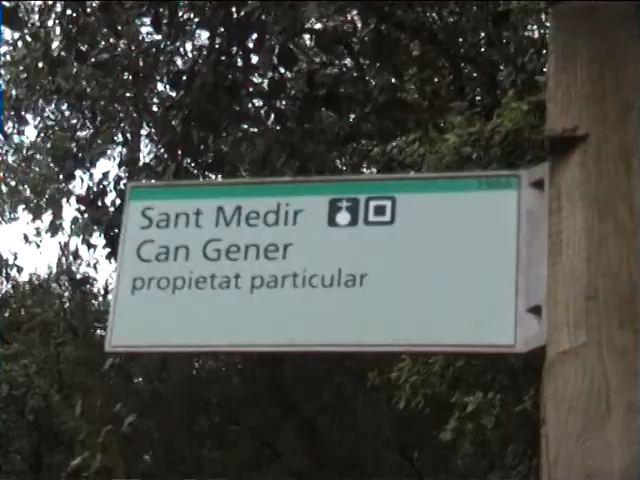 Sant Medir
Can Gener
propietat particular